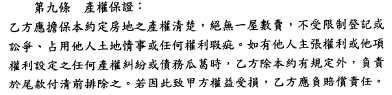 第九條　產權保證：
乙方應擔保本約定房地之產權清楚，絕無一屋數賣，不受限制登記或
訟爭、占用他人土地情事或任何權利瑕疵。如有他人主張權利或他項
權利設定之任何產權糾紛或債務瓜葛時，乙方除本約有規定外，負責
於尾款付清前排除之。若因此致甲方權益受損，乙方應負賠償責任。